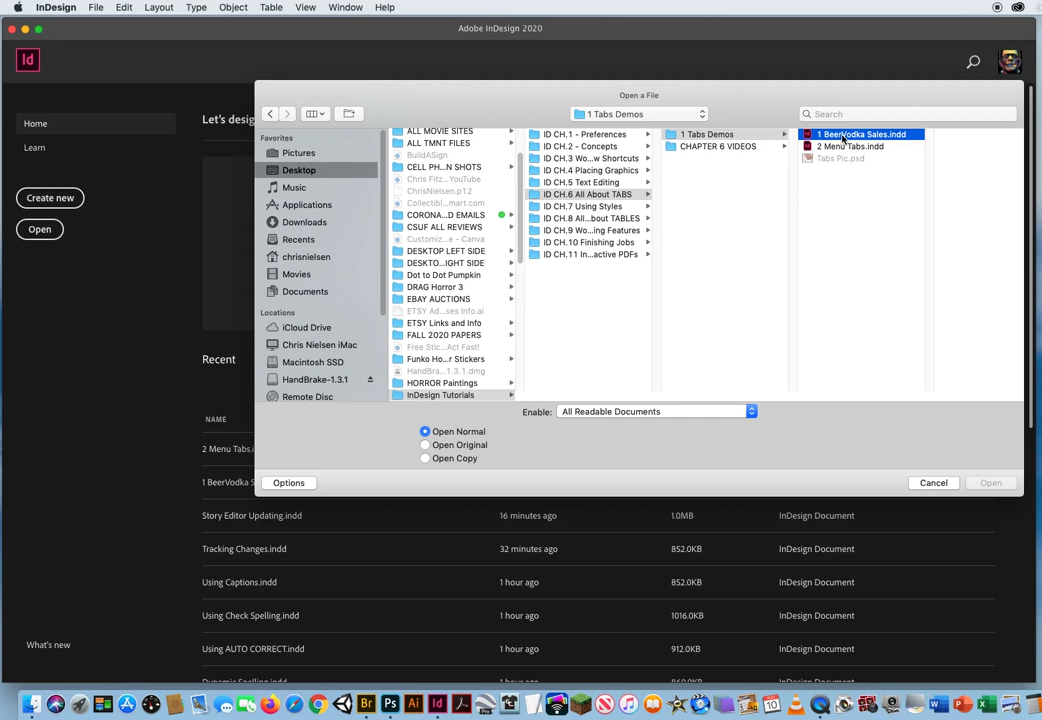 InDesign File Edit Layout Type Object Table View Window Help
Adobe InDesign 2020
Id
Home
Learn
Create new
Open
What's new
Let's desig
Recent
NAME
2 Menu Tabs.i
1 BeerVodka S
Story Editor Updating.indd 16 minutes ago 1.0MB InDesign Document
Tracking Changes.indd 32 minutes ago 852.0KB InDesign Document
Using Captions.indd 1 hour ago 852.0KB InDesign Document
Using Check Spelling.indd 1 hour ago 1016.0KB InDesign Document
Using AUTO CORRECT.indd 1 hour ago 912.0KB InDesign Document
Open a File
1 Tabs Demos
Search
Favorites
Pictures
Desktop
Music
Applications
Downloads
Recents
chrisnielsen
Movies
Documents
Locations
iCloud Drive
Chris Nielsen iMac
Macintosh SSD
HandBrake-1.3.1
Remote Disc
ALL MOVIE SITES
ALL TMNT FILES
BuildASign
CELL PH...N SHOTS
Chris Fitz...YouTube
ChrisNielsen.p12
Collectibl...mart.com
CORONA...D EMAILS
CSUF ALL REVIEWS
Customiz...e - Canva
DESKTOP LEFT SIDE
DESKTO...IGHT SIDE
Dot to Dot Pumpkin
DRAG Horror 3
EBAY AUCTIONS
ETSY Ad...ses Info.ai
ETSY Links and Info
FALL 2020 PAPERS
Free Stic...Act Fast!
Funko Ho...r Stickers
HandBra...1.3.1.dmg
HORROR Paintings
InDesign Tutorials
ID CH.1 - Preferences
ID CH.2 - Concepts
ID CH.3 Wo...w Shortcuts
ID CH.4 Placing Graphics
ID CH.5 Text Editing
ID CH.6 All About TABS
ID CH.7 Using Styles
ID CH.8 All...bout TABLES
ID CH.9 Wo...ing Features
ID CH.10 Finishing Jobs
ID CH.11 In...active PDFs
1 Tabs Demos
CHAPTER 6 VIDEOS
1 BeerVodka Sales.indd
2 Menu Tabs.indd
Tabs Pic.psd
Enable: All Readable Documents
Open Normal
Open Original
Open Copy
Options
Cancel
Open
Br Ps Ai Id